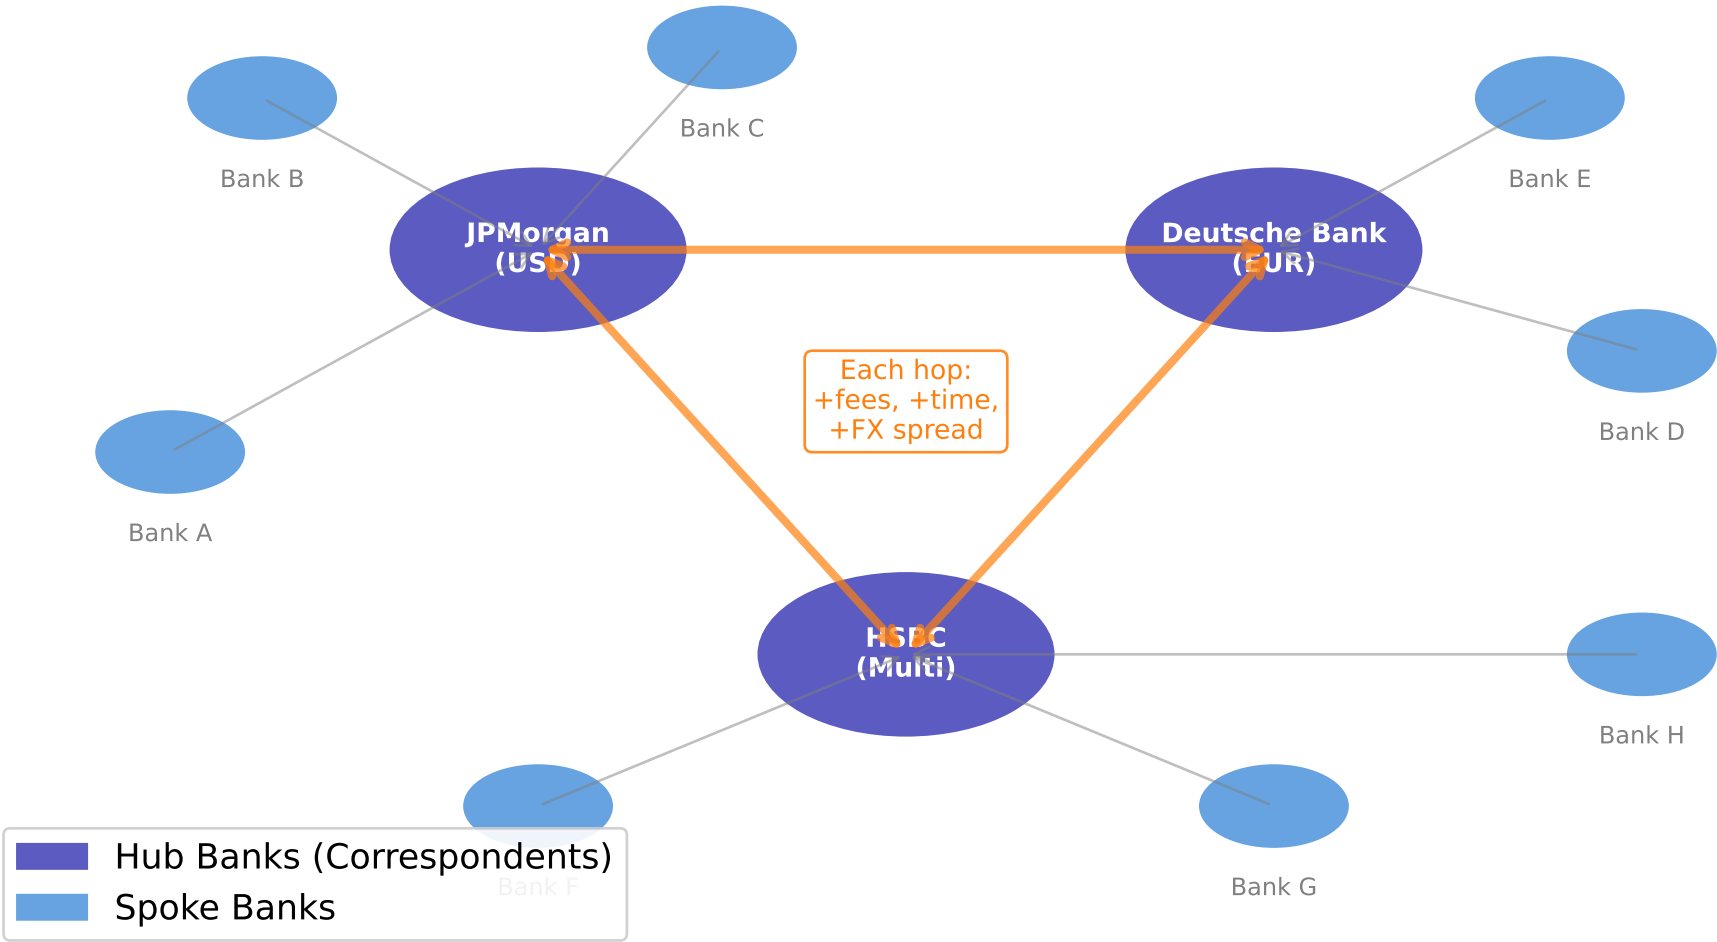 Bank C
Bank B
Bank E
JPMorgan
(USD)
Deutsche Bank
(EUR)
Each hop:
+fees, +time,
+FX spread
Bank D
Bank A
HSBC
(Multi)
Bank H
Hub Banks (Correspondents)
Bank F
Bank G
Spoke Banks